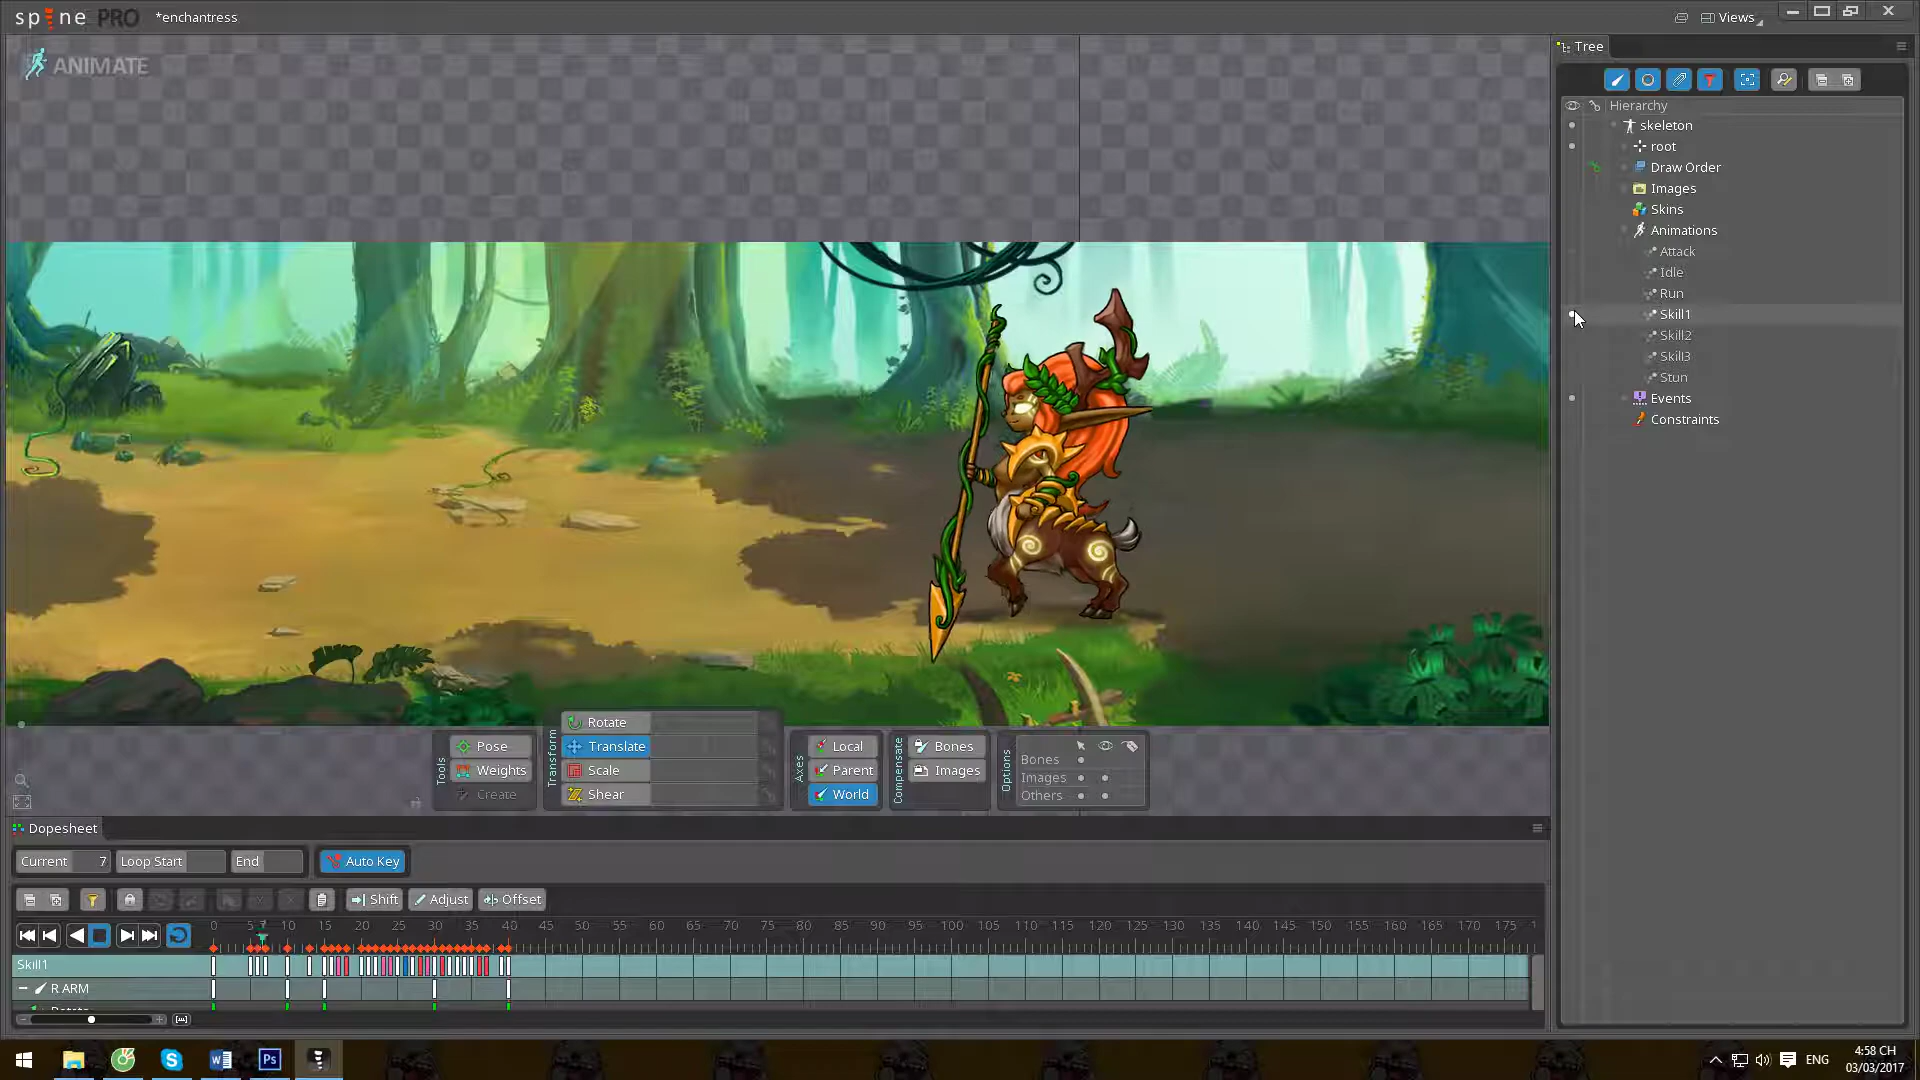 spine PRO *enchantress Views
ANIMATE
Tree
Hierarchy
skeleton
root
Draw Order
Images
Skins
Animations
Attack
Idle
Run
Skill1
Skill2
Skill3
Stun
Events
Constraints
Tools
Pose
Weights
Create
Transform
Rotate
Translate
Scale
Shear
Axes
Local
Parent
World
Compensate
Bones
Images
Options
Bones
Images
Others
Dopesheet
Current 7 Loop Start End Auto Key
Shift Adjust Offset
0 5 7 10 15 20 25 30 35 40 45 50 55 60 65 70 75 80 85 90 95 100 105 110 115 120 125 130 135 140 145 150 155 160 165 170 175
Skill1
R ARM
ENG
4:58 CH
03/03/2017